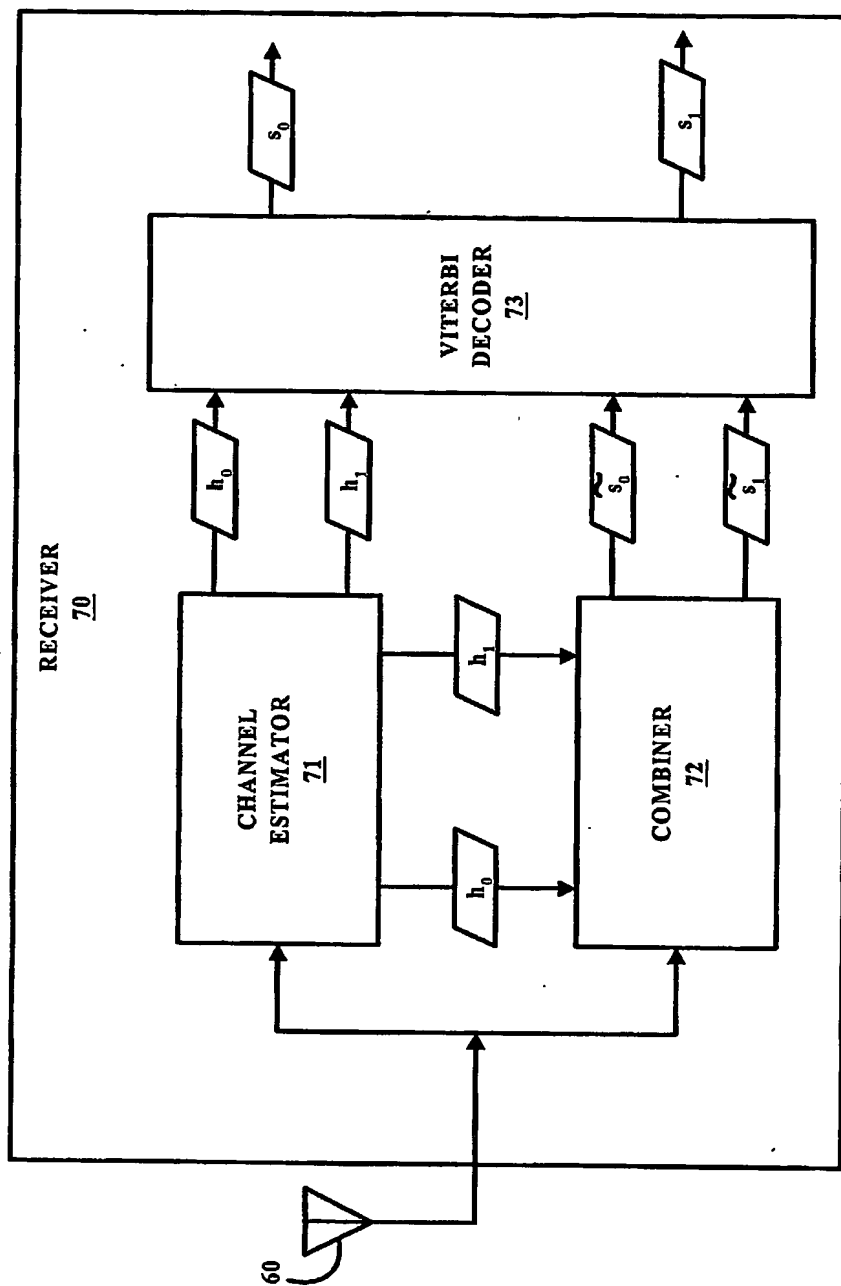 RECEIVER
70
60
CHANNEL
ESTIMATOR
71
h₀
h₁
h₀
h₁
COMBINER
72
s̃₀
s̃₁
VITERBI
DECODER
73
s₀
s₁